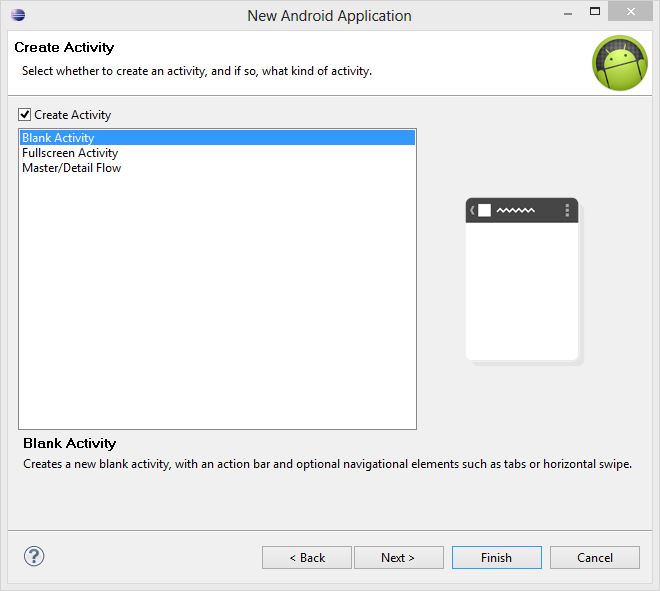 New Android Application
Create Activity
Select whether to create an activity, and if so, what kind of activity.
Create Activity
Blank Activity
Fullscreen Activity
Master/Detail Flow
Blank Activity
Creates a new blank activity, with an action bar and optional navigational elements such as tabs or horizontal swipe.
?
< Back
Next >
Finish
Cancel